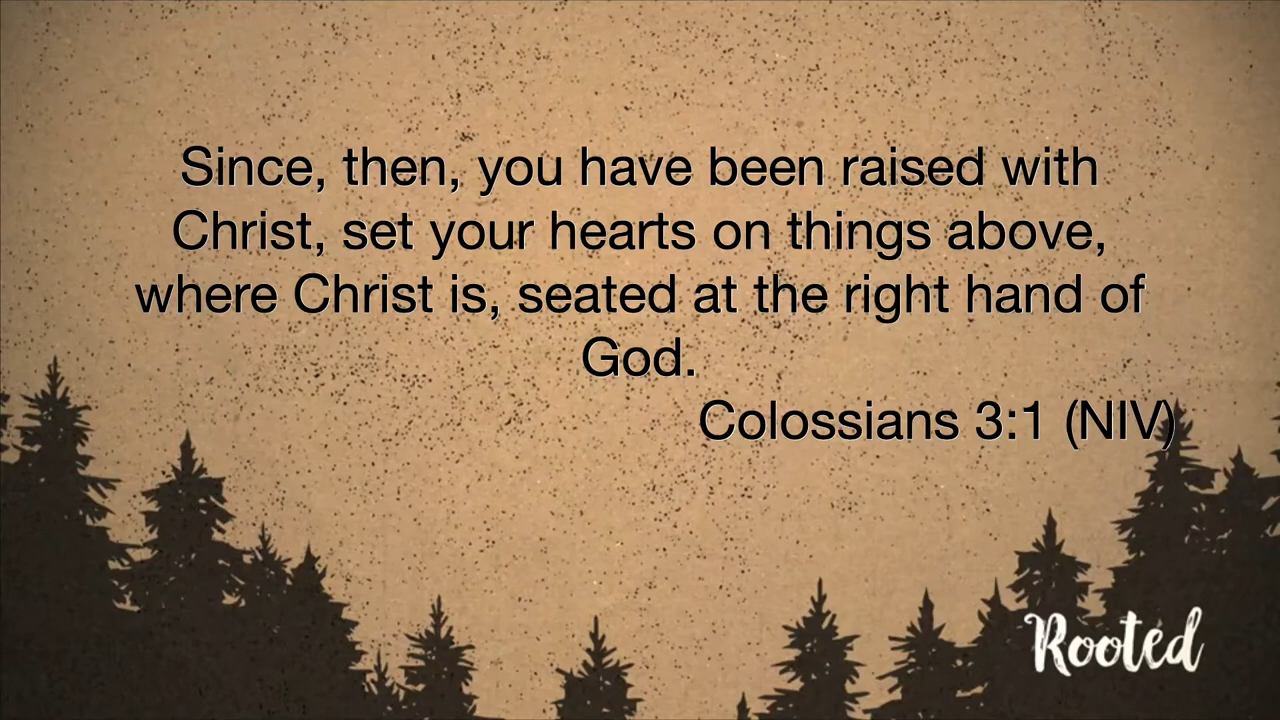 Since, then, you have been raised with
Christ, set your hearts on things above,
where Christ is, seated at the right hand of
God.
Colossians 3:1 (NIV)
Rooted